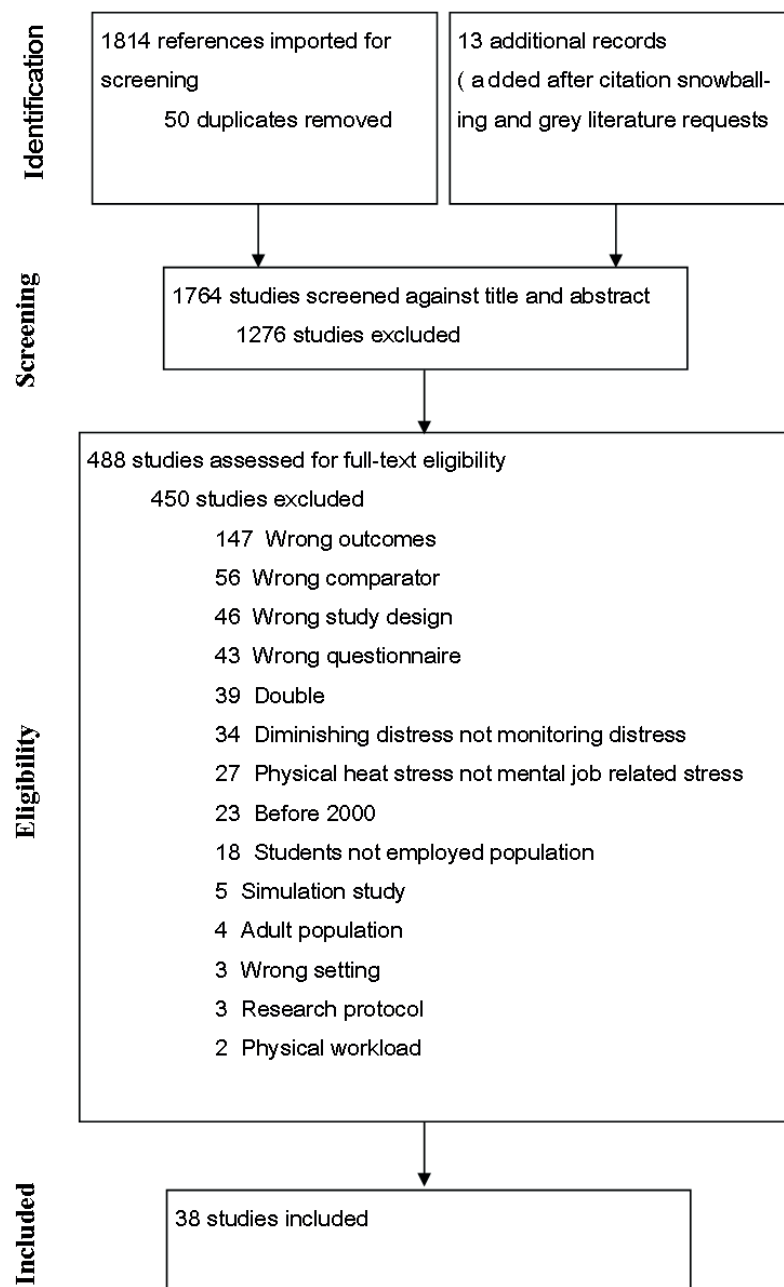 Identification
1814 references imported for
screening
50 duplicates removed
13 additional records
( added after citation snowball-
ing and grey literature requests
Screening
1764 studies screened against title and abstract
1276 studies excluded
Eligibility
488 studies assessed for full-text eligibility
450 studies excluded
147 Wrong outcomes
56 Wrong comparator
46 Wrong study design
43 Wrong questionnaire
39 Double
34 Diminishing distress not monitoring distress
27 Physical heat stress not mental job related stress
23 Before 2000
18 Students not employed population
5 Simulation study
4 Adult population
3 Wrong setting
3 Research protocol
2 Physical workload
Included
38 studies included